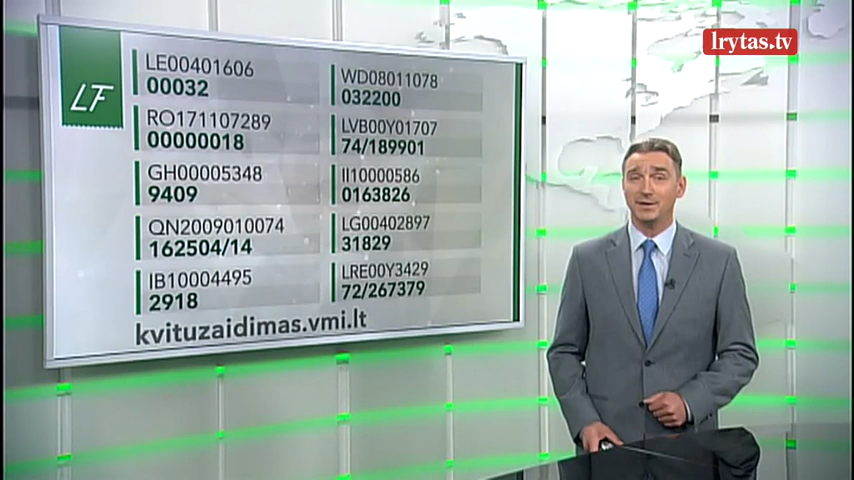 lrytas.tv
LF
LE00401606
00032
RO171107289
00000018
GH00005348
9409
QN2009010074
162504/14
IB10004495
2918
WD08011078
032200
LVB00Y01707
74/189901
II10000586
0163826
LG00402897
31829
LRE00Y3429
72/267379
kvituzaidimas.vmi.lt